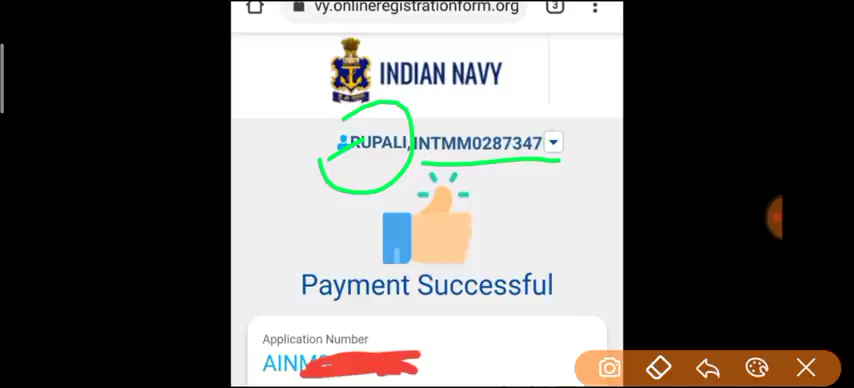 vy.onlineregistrationform.org
3
INDIAN NAVY
RUPALI,INTMM0287347
Payment Successful
Application Number
AINM